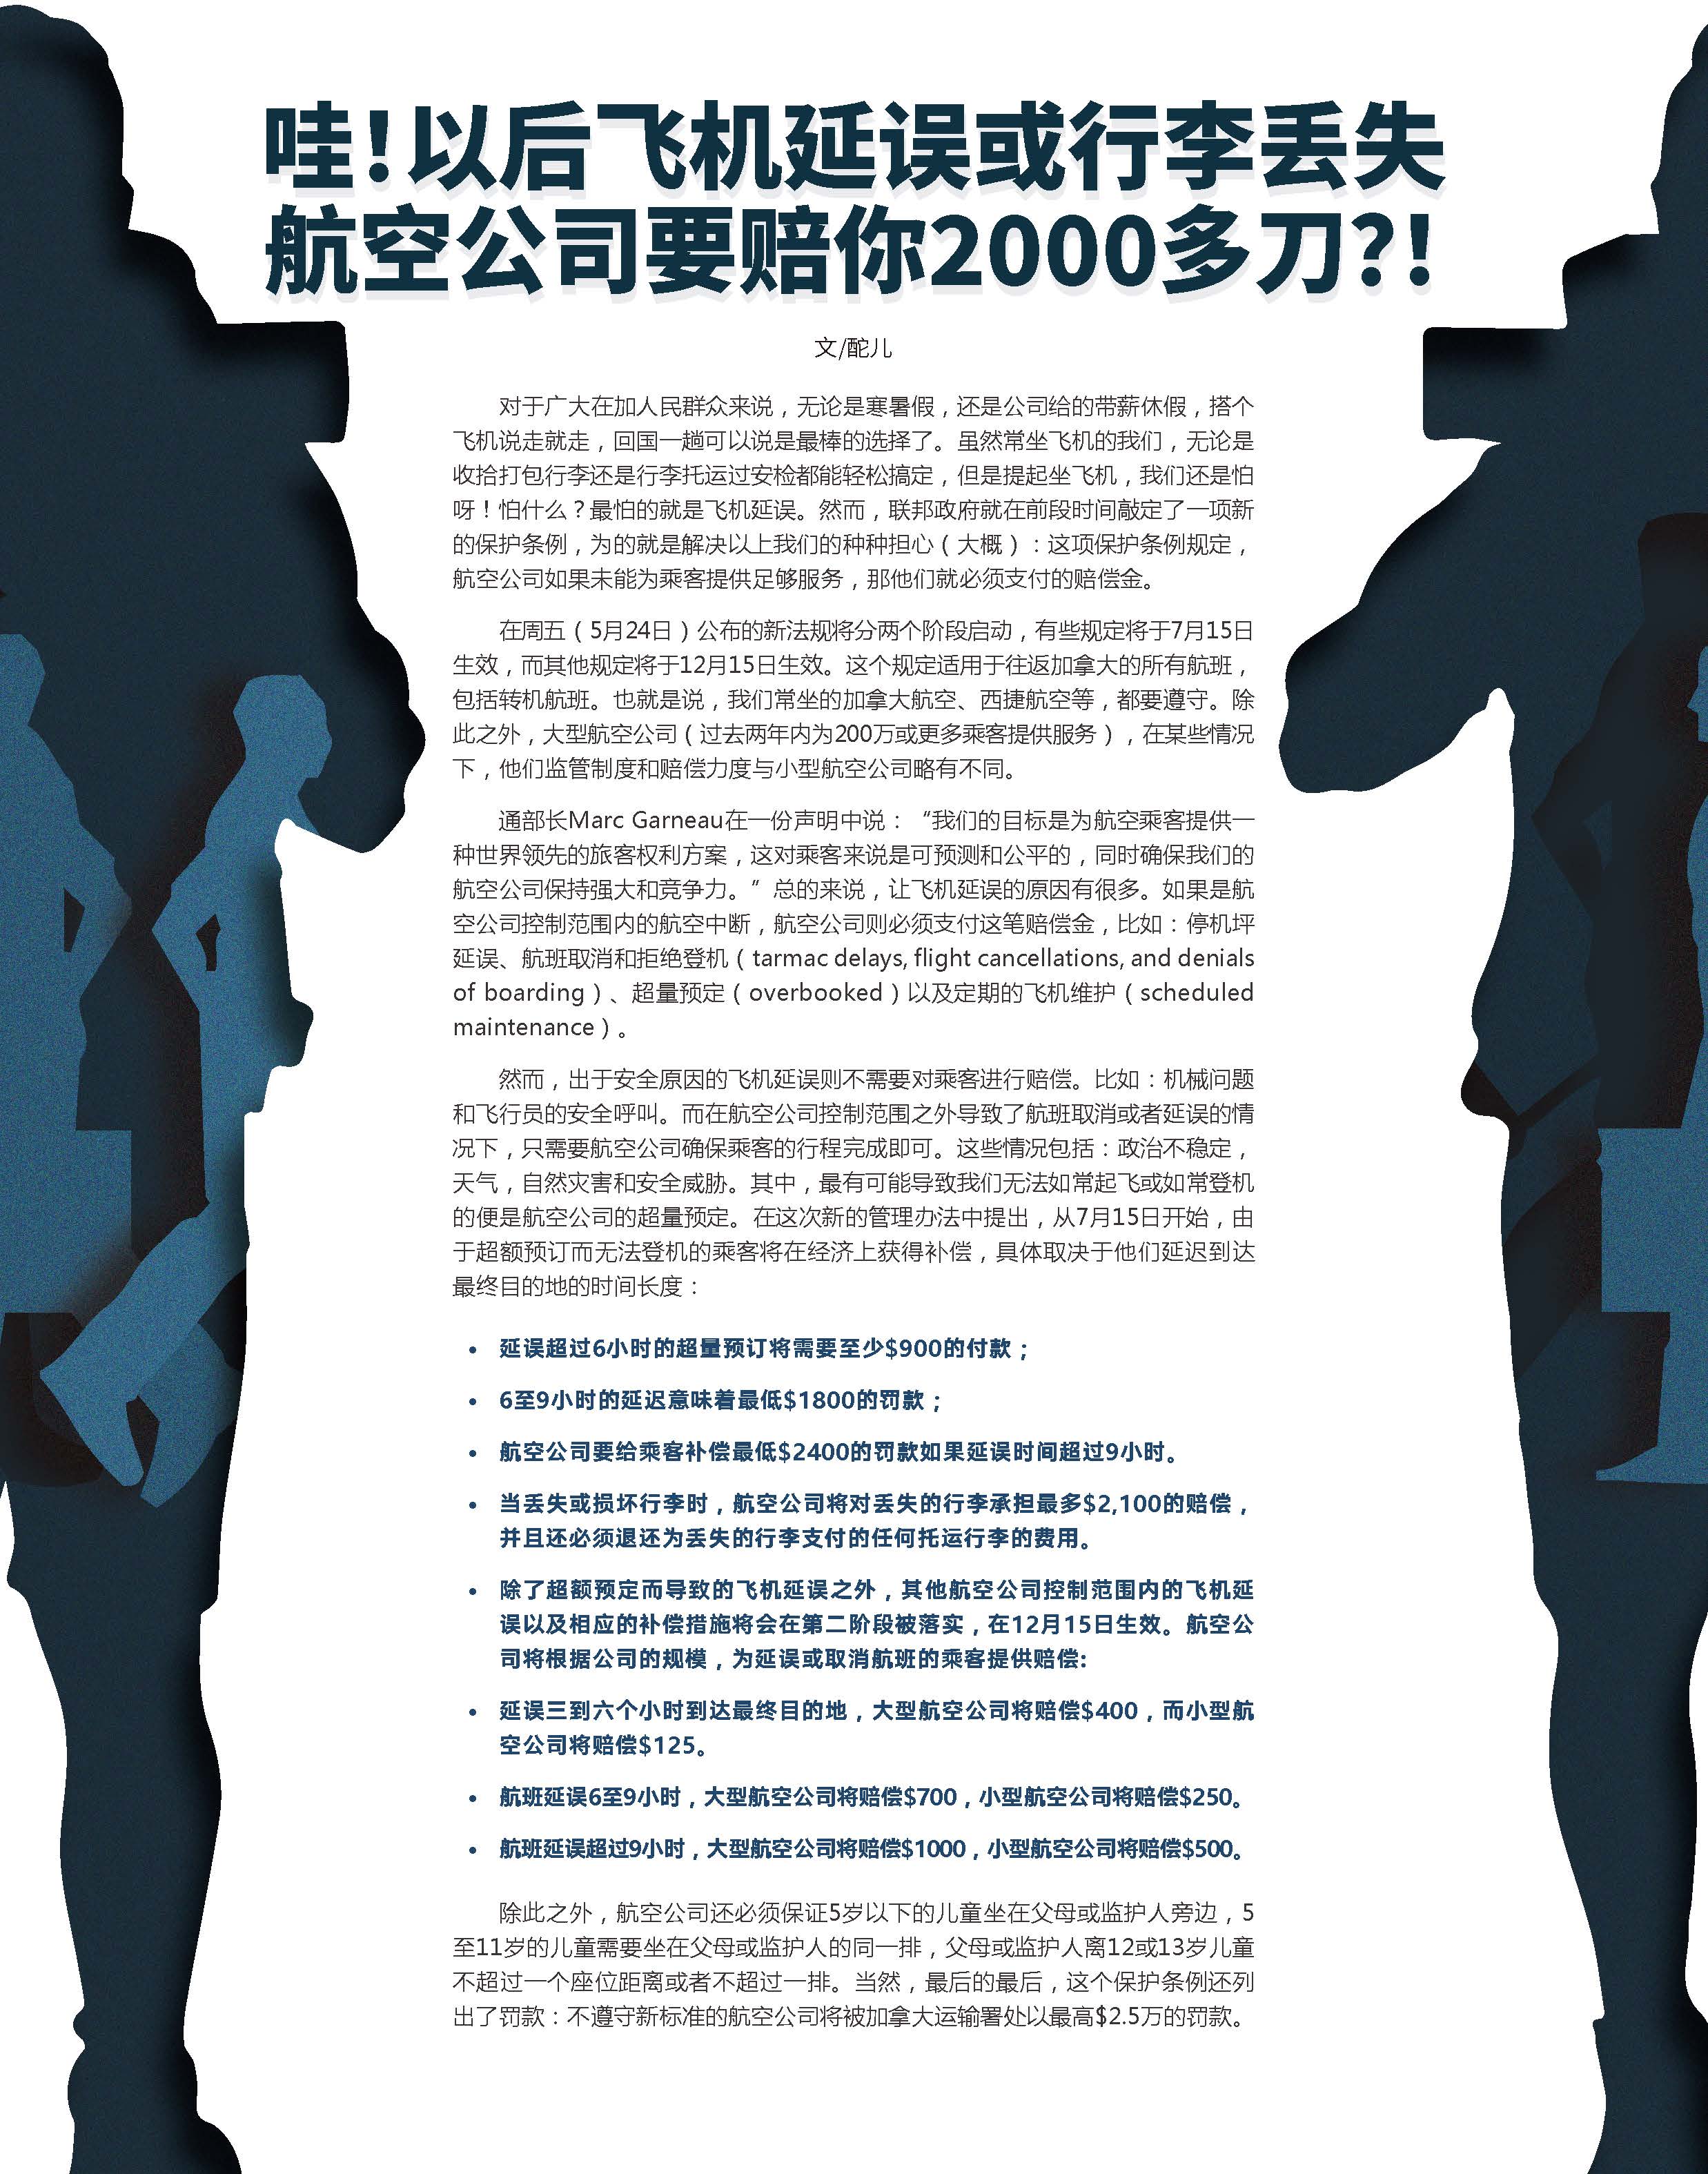 哇!以后飞机延误或行李丢失
航空公司要赔你2000多刀?!
文/酡儿
对于广大在加人民群众来说，无论是寒暑假，还是公司给的带薪休假，搭个
飞机说走就走，回国一趟可以说是最棒的选择了。虽然常坐飞机的我们，无论是
收拾打包行李还是行李托运过安检都能轻松搞定，但是提起坐飞机，我们还是怕
呀！怕什么？最怕的就是飞机延误。然而，联邦政府就在前段时间敲定了一项新
的保护条例，为的就是解决以上我们的种种担心（大概）：这项保护条例规定，
航空公司如果未能为乘客提供足够服务，那他们就必须支付的赔偿金。
在周五（5月24日）公布的新法规将分两个阶段启动，有些规定将于7月15日
生效，而其他规定将于12月15日生效。这个规定适用于往返加拿大的所有航班，
包括转机航班。也就是说，我们常坐的加拿大航空、西捷航空等，都要遵守。除
此之外，大型航空公司（过去两年内为200万或更多乘客提供服务），在某些情况
下，他们监管制度和赔偿力度与小型航空公司略有不同。
通部长Marc Garneau在一份声明中说：“我们的目标是为航空乘客提供一
种世界领先的旅客权利方案，这对乘客来说是可预测和公平的，同时确保我们的
航空公司保持强大和竞争力。”总的来说，让飞机延误的原因有很多。如果是航
空公司控制范围内的航空中断，航空公司则必须支付这笔赔偿金，比如：停机坪
延误、航班取消和拒绝登机（tarmac delays, flight cancellations, and denials
of boarding）、超量预定（overbooked）以及定期的飞机维护（scheduled
maintenance）。
然而，出于安全原因的飞机延误则不需要对乘客进行赔偿。比如：机械问题
和飞行员的安全呼叫。而在航空公司控制范围之外导致了航班取消或者延误的情
况下，只需要航空公司确保乘客的行程完成即可。这些情况包括：政治不稳定，
天气，自然灾害和安全威胁。其中，最有可能导致我们无法如常起飞或如常登机
的便是航空公司的超量预定。在这次新的管理办法中提出，从7月15日开始，由
于超额预订而无法登机的乘客将在经济上获得补偿，具体取决于他们延迟到达
最终目的地的时间长度：
• 延误超过6小时的超量预订将需要至少$900的付款；
• 6至9小时的延迟意味着最低$1800的罚款；
• 航空公司要给乘客补偿最低$2400的罚款如果延误时间超过9小时。
• 当丢失或损坏行李时，航空公司将对丢失的行李承担最多$2,100的赔偿，
并且还必须退还为丢失的行李支付的任何托运行李的费用。
• 除了超额预定而导致的飞机延误之外，其他航空公司控制范围内的飞机延
误以及相应的补偿措施将会在第二阶段被落实，在12月15日生效。航空公
司将根据公司的规模，为延误或取消航班的乘客提供赔偿:
• 延误三到六个小时到达最终目的地，大型航空公司将赔偿$400，而小型航
空公司将赔偿$125。
• 航班延误6至9小时，大型航空公司将赔偿$700，小型航空公司将赔偿$250。
• 航班延误超过9小时，大型航空公司将赔偿$1000，小型航空公司将赔偿$500。
除此之外，航空公司还必须保证5岁以下的儿童坐在父母或监护人旁边，5
至11岁的儿童需要坐在父母或监护人的同一排，父母或监护人离12或13岁儿童
不超过一个座位距离或者不超过一排。当然，最后的最后，这个保护条例还列
出了罚款：不遵守新标准的航空公司将被加拿大运输署处以最高$2.5万的罚款。